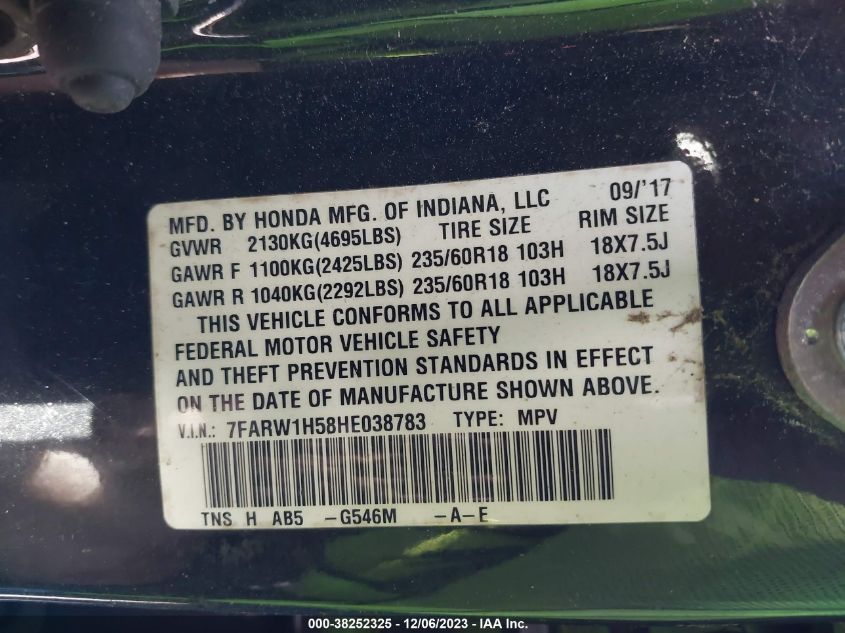 MFD. BY HONDA MFG. OF INDIANA, LLC 09/'17
GVWR 2130KG(4695LBS) TIRE SIZE RIM SIZE
GAWR F 1100KG(2425LBS) 235/60R18 103H 18X7.5J
GAWR R 1040KG(2292LBS) 235/60R18 103H 18X7.5J
THIS VEHICLE CONFORMS TO ALL APPLICABLE
FEDERAL MOTOR VEHICLE SAFETY
AND THEFT PREVENTION STANDARDS IN EFFECT
ON THE DATE OF MANUFACTURE SHOWN ABOVE.
V.I.N.: 7FARW1H58HE038783 TYPE: MPV
TNS H AB5 -G546M -A-E
000-38252325 - 12/06/2023 - IAA Inc.